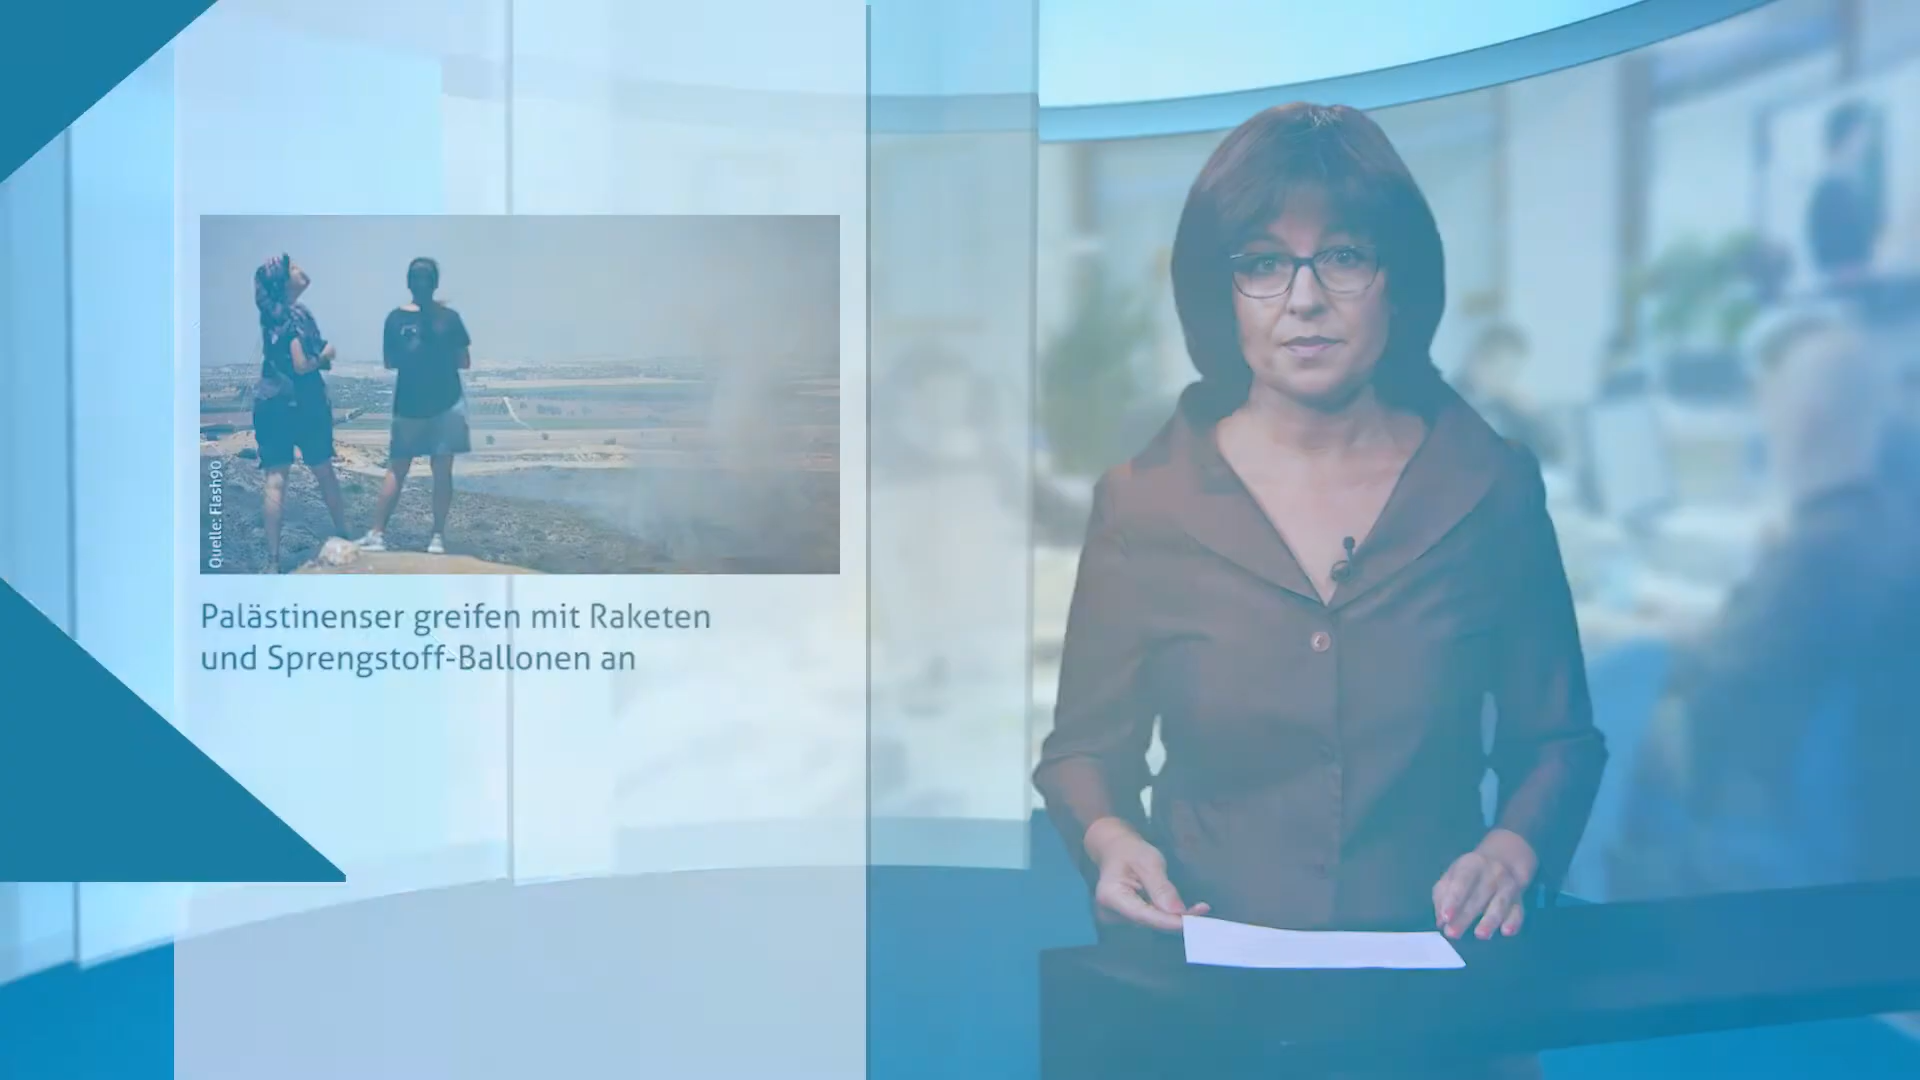 Quelle: Flash90
Palästinenser greifen mit Raketen
und Sprengstoff-Ballonen an